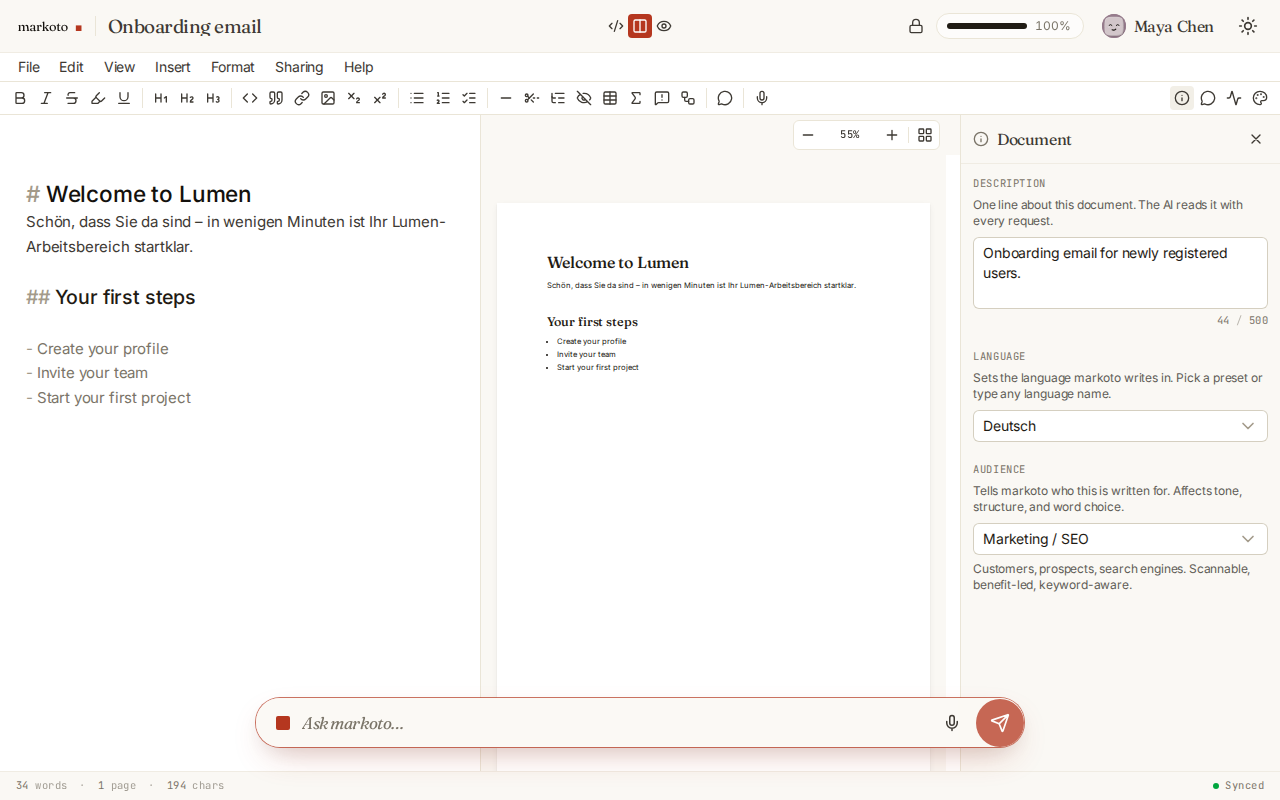 markoto
Onboarding email
100%
Maya Chen
File Edit View Insert Format Sharing Help
H1 H2 H3
55%
# Welcome to Lumen
Schön, dass Sie da sind – in wenigen Minuten ist Ihr Lumen-
Arbeitsbereich startklar.
## Your first steps
- Create your profile
- Invite your team
- Start your first project
Welcome to Lumen
Schön, dass Sie da sind – in wenigen Minuten ist Ihr Lumen-Arbeitsbereich startklar.
Your first steps
• Create your profile
• Invite your team
• Start your first project
Document
DESCRIPTION
One line about this document. The AI reads it with
every request.
Onboarding email for newly registered
users.
44 / 500
LANGUAGE
Sets the language markoto writes in. Pick a preset or
type any language name.
Deutsch
AUDIENCE
Tells markoto who this is written for. Affects tone,
structure, and word choice.
Marketing / SEO
Customers, prospects, search engines. Scannable,
benefit-led, keyword-aware.
Ask markoto...
34 words · 1 page · 194 chars
Synced